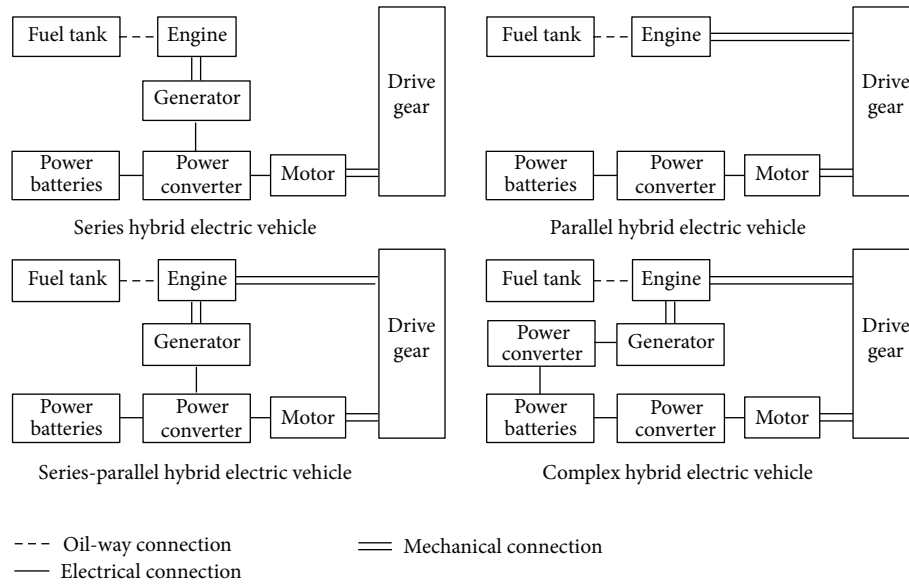 Fuel tank
Engine
Generator
Drive
gear
Power
batteries
Power
converter
Motor
Series hybrid electric vehicle
Fuel tank
Engine
Drive
gear
Power
batteries
Power
converter
Motor
Parallel hybrid electric vehicle
Fuel tank
Engine
Generator
Drive
gear
Power
batteries
Power
converter
Motor
Series-parallel hybrid electric vehicle
Fuel tank
Engine
Power
converter
Generator
Drive
gear
Power
batteries
Power
converter
Motor
Complex hybrid electric vehicle
Oil-way connection
Mechanical connection
Electrical connection